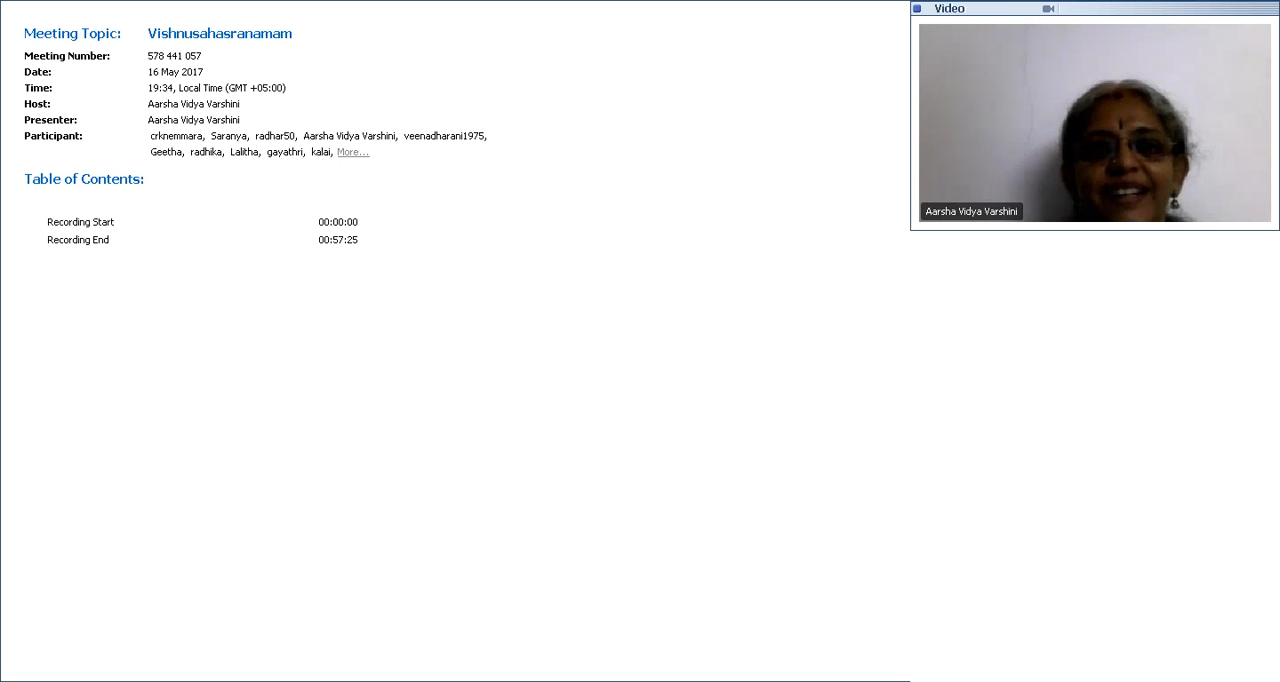 Meeting Topic: Vishnusahasranamam
Meeting Number: 578 441 057
Date: 16 May 2017
Time: 19:34, Local Time (GMT +05:00)
Host: Aarsha Vidya Varshini
Presenter: Aarsha Vidya Varshini
Participant: crknemmara, Saranya, radhar50, Aarsha Vidya Varshini, veenadharani1975,
Geetha, radhika, Lalitha, gayathri, kalai, More...
Table of Contents:
Recording Start 00:00:00
Recording End 00:57:25
Video
Aarsha Vidya Varshini